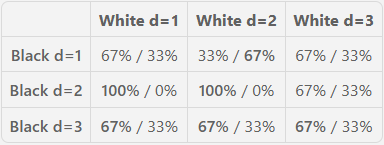 White d=1 White d=2 White d=3
Black d=1 67% / 33% 33% / 67% 67% / 33%
Black d=2 100% / 0% 100% / 0% 67% / 33%
Black d=3 67% / 33% 67% / 33% 67% / 33%